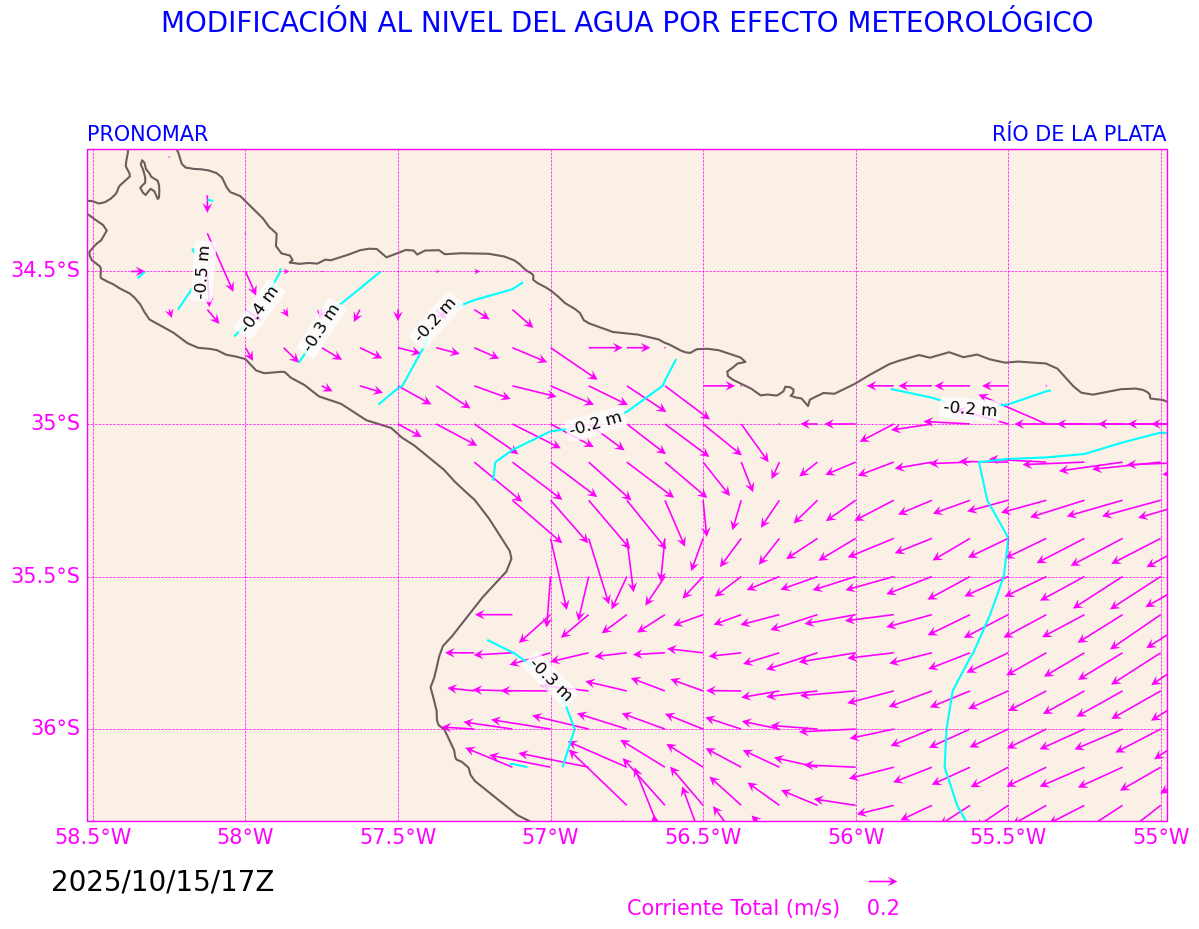 MODIFICACIÓN AL NIVEL DEL AGUA POR EFECTO METEOROLÓGICO
PRONOMAR
RÍO DE LA PLATA
34.5°S
35°S
35.5°S
36°S
-0.5 m
-0.4 m
-0.3 m
-0.2 m
-0.2 m
-0.2 m
-0.3 m
58.5°W
58°W
57.5°W
57°W
56.5°W
56°W
55.5°W
55°W
2025/10/15/17Z
Corriente Total (m/s)
0.2